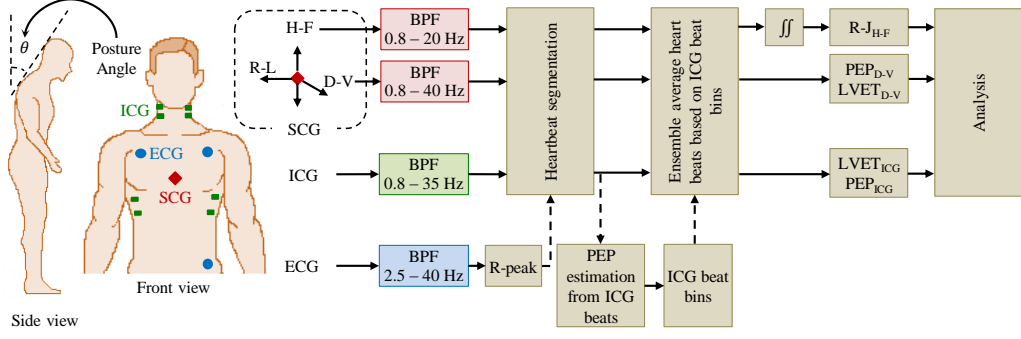 θ
Posture
Angle
ICG
ECG
SCG
Side view
Front view
H-F
R-L
D-V
SCG
ICG
ECG
BPF
0.8 – 20 Hz
BPF
0.8 – 40 Hz
BPF
0.8 – 35 Hz
BPF
2.5 – 40 Hz
R-peak
Heartbeat segmentation
PEP
estimation
from ICG
beats
ICG beat
bins
Ensemble average heart
beats based on ICG beat
bins
∬
R-J_H-F
PEP_D-V
LVET_D-V
LVET_ICG
PEP_ICG
Analysis